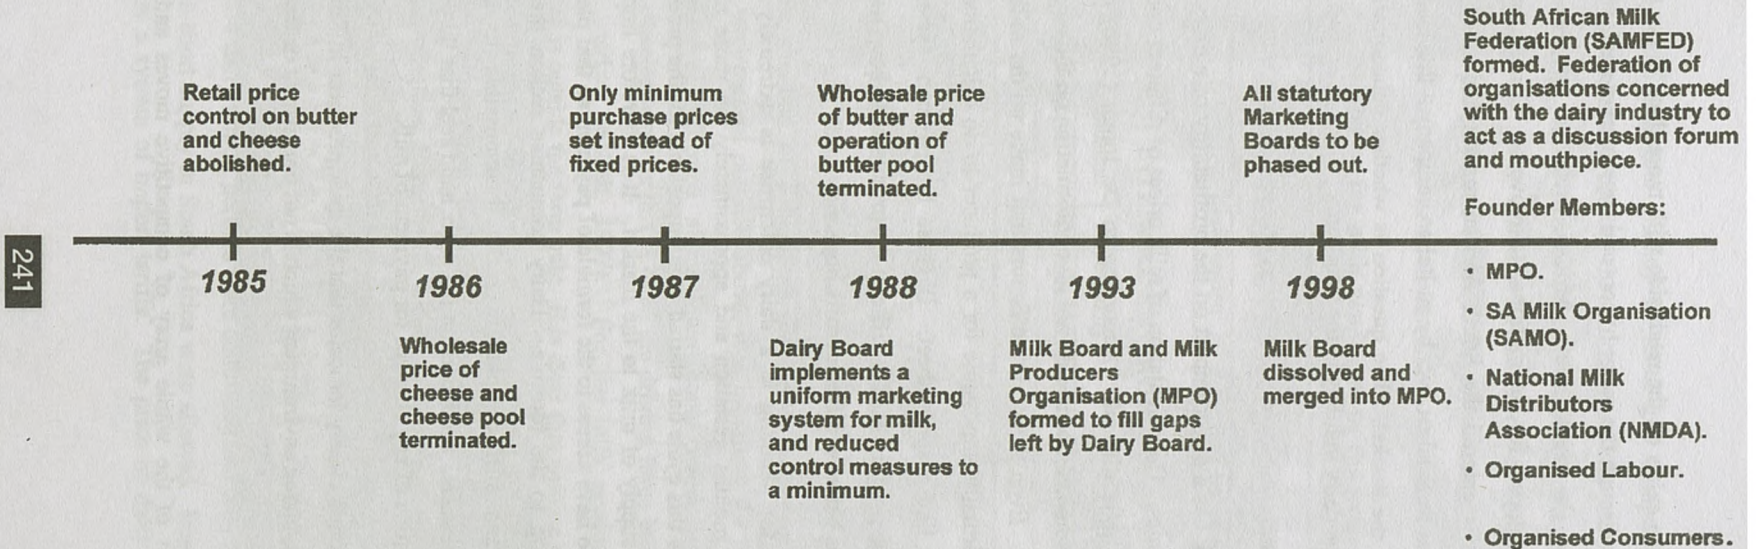 Retail price
control on butter
and cheese
abolished.
Only minimum
purchase prices
set instead of
fixed prices.
Wholesale price
of butter and
operation of
butter pool
terminated.
All statutory
Marketing
Boards to be
phased out.
South African Milk
Federation (SAMFED)
formed. Federation of
organisations concerned
with the dairy industry to
act as a discussion forum
and mouthpiece.
Founder Members:
241
1985
1986
1987
1988
1993
1998
Wholesale
price of
cheese and
cheese pool
terminated.
Dairy Board
implements a
uniform marketing
system for milk,
and reduced
control measures to
a minimum.
Milk Board and Milk
Producers
Organisation (MPO)
formed to fill gaps
left by Dairy Board.
Milk Board
dissolved and
merged into MPO.
• MPO.
• SA Milk Organisation
(SAMO).
• National Milk
Distributors
Association (NMDA).
• Organised Labour.
• Organised Consumers.